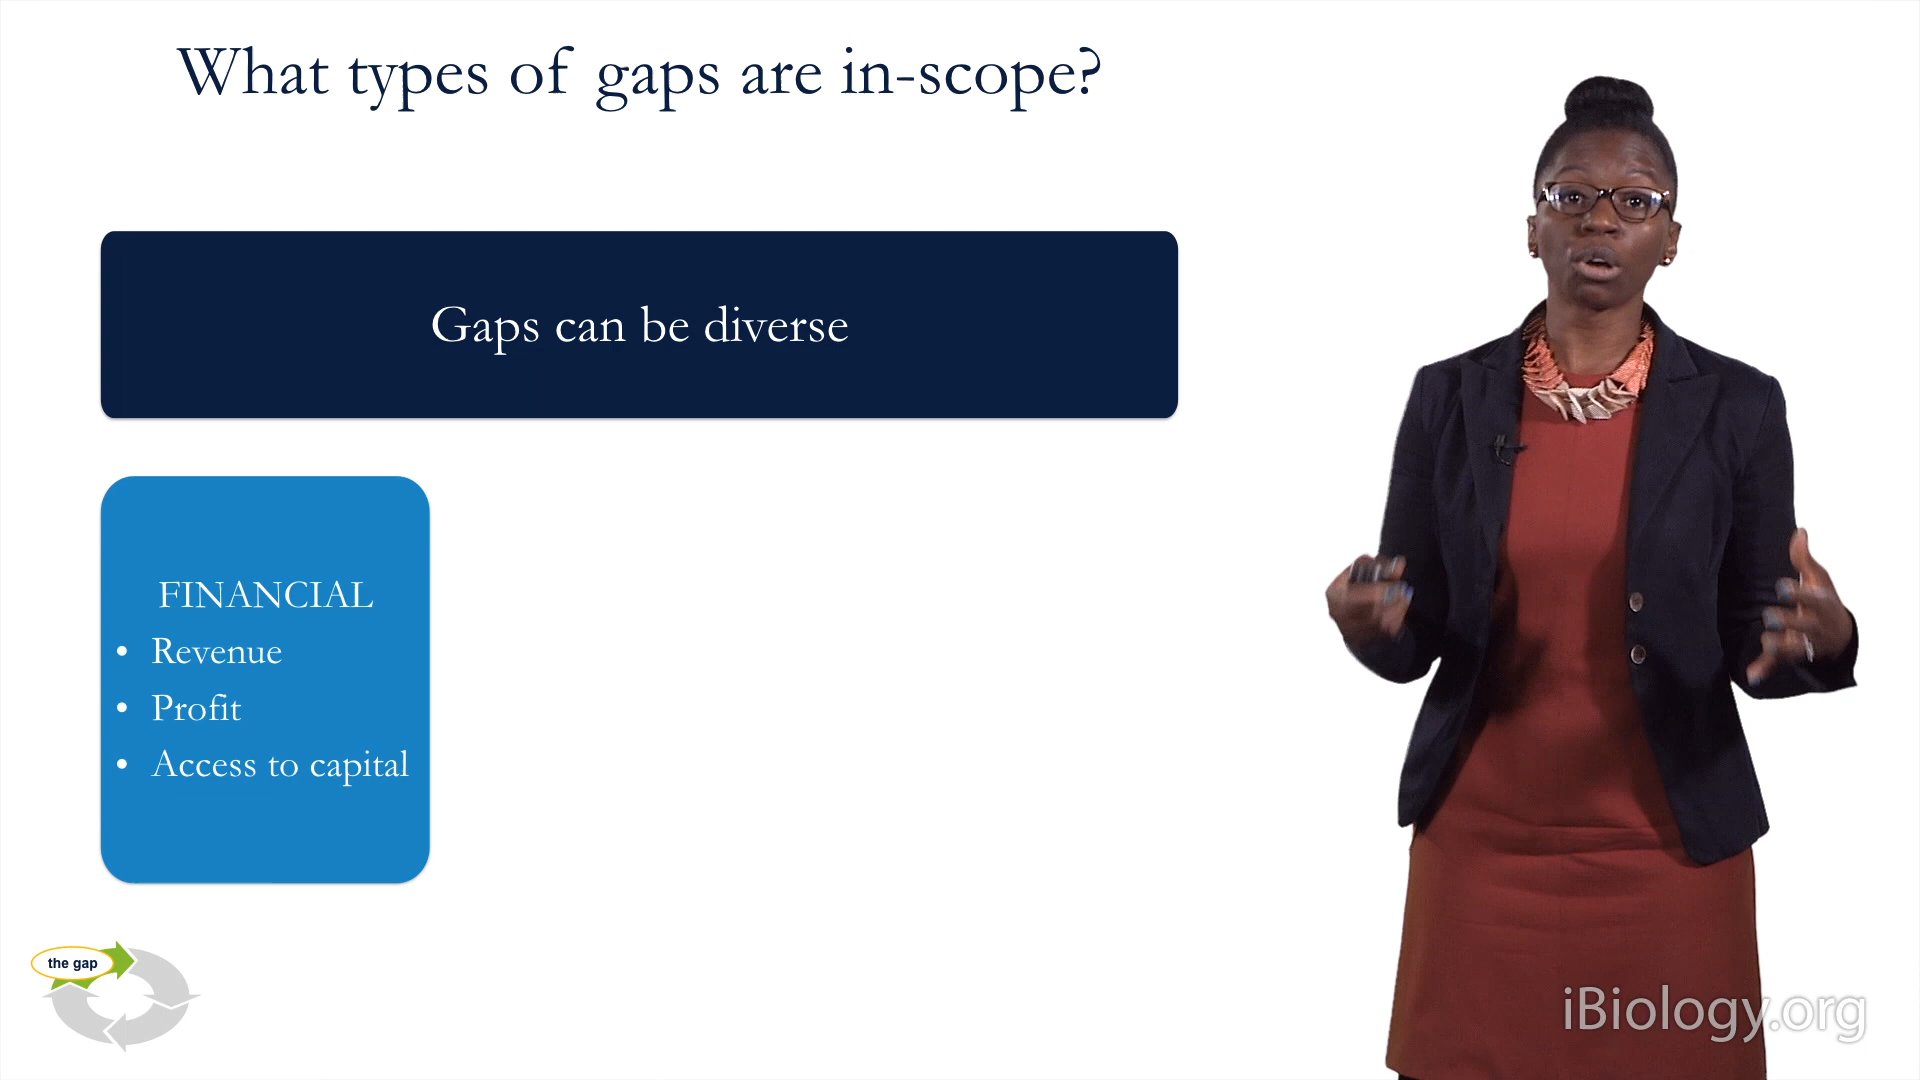 What types of gaps are in-scope?
Gaps can be diverse
FINANCIAL
• Revenue
• Profit
• Access to capital
the gap
iBiology.org